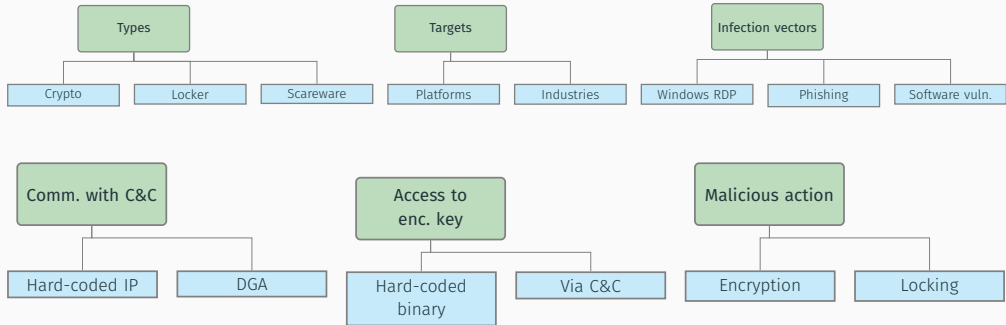 Types
Targets
Infection vectors
Crypto
Locker
Scareware
Platforms
Industries
Windows RDP
Phishing
Software vuln.
Comm. with C&C
Access to
enc. key
Malicious action
Hard-coded IP
DGA
Hard-coded
binary
Via C&C
Encryption
Locking